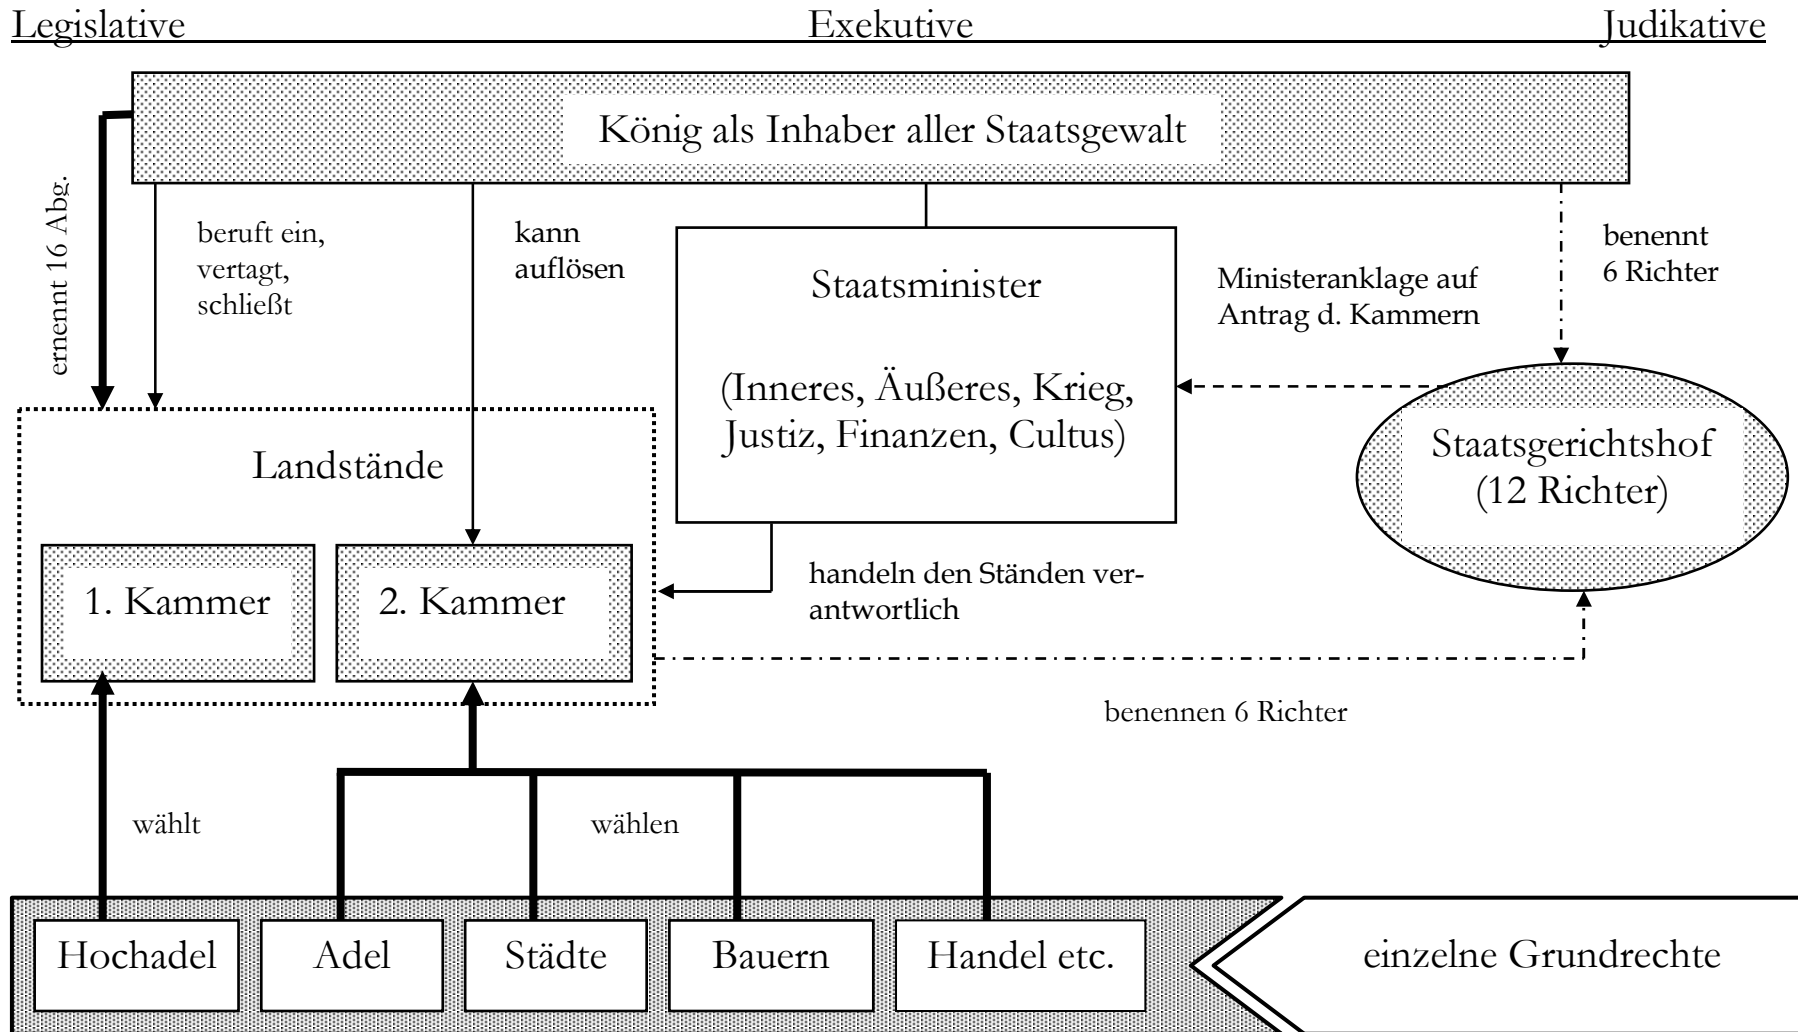 Legislative
Exekutive
Judikative
König als Inhaber aller Staatsgewalt
ernennt 16 Abg.
beruft ein,
vertagt,
schließt
kann
auflösen
benennt
6 Richter
Staatsminister
(Inneres, Äußeres, Krieg,
Justiz, Finanzen, Cultus)
Ministeranklage auf
Antrag d. Kammern
Landstände
Staatsgerichtshof
(12 Richter)
1. Kammer
2. Kammer
handeln den Ständen ver-
antwortlich
benennen 6 Richter
wählt
wählen
Hochadel
Adel
Städte
Bauern
Handel etc.
einzelne Grundrechte